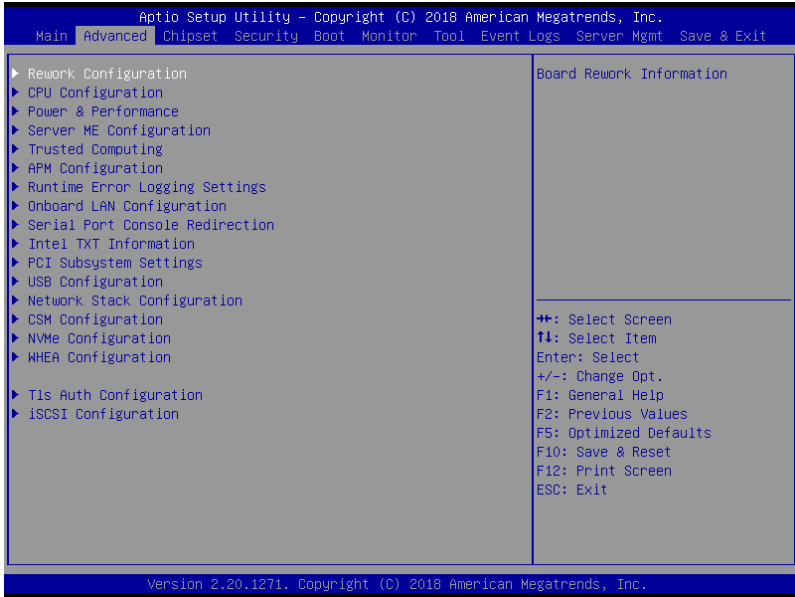 Aptio Setup Utility – Copyright (C) 2018 American Megatrends, Inc.
Main Advanced Chipset Security Boot Monitor Tool Event Logs Server Mgmt Save & Exit
Rework Configuration
CPU Configuration
Power & Performance
Server ME Configuration
Trusted Computing
APM Configuration
Runtime Error Logging Settings
Onboard LAN Configuration
Serial Port Console Redirection
Intel TXT Information
PCI Subsystem Settings
USB Configuration
Network Stack Configuration
CSM Configuration
NVMe Configuration
WHEA Configuration
Tls Auth Configuration
iSCSI Configuration
Board Rework Information
→←: Select Screen
↑↓: Select Item
Enter: Select
+/-: Change Opt.
F1: General Help
F2: Previous Values
F5: Optimized Defaults
F10: Save & Reset
F12: Print Screen
ESC: Exit
Version 2.20.1271. Copyright (C) 2018 American Megatrends, Inc.